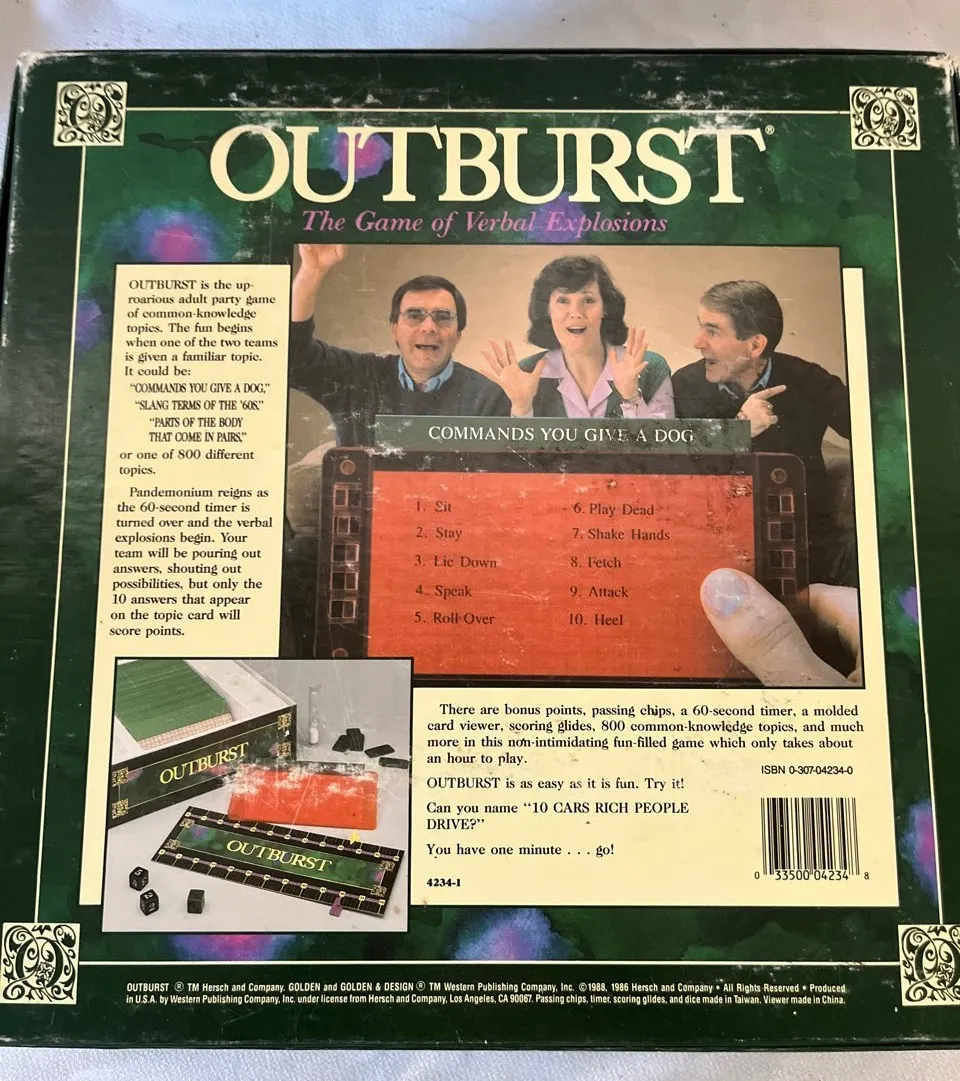 OUTBURST®
The Game of Verbal Explosions
OUTBURST is the up-
roarious adult party game
of common-knowledge
topics. The fun begins
when one of the two teams
is given a familiar topic.
It could be:
"COMMANDS YOU GIVE A DOG,"
"SLANG TERMS OF THE '60S,"
"PARTS OF THE BODY
THAT COME IN PAIRS,"
or one of 800 different
topics.
Pandemonium reigns as
the 60-second timer is
turned over and the verbal
explosions begin. Your
team will be pouring out
answers, shouting out
possibilities, but only the
10 answers that appear
on the topic card will
score points.
COMMANDS YOU GIVE A DOG
1. Sit
2. Stay
3. Lie Down
4. Speak
5. Roll Over
6. Play Dead
7. Shake Hands
8. Fetch
9. Attack
10. Heel
OUTBURST
OUTBURST
There are bonus points, passing chips, a 60-second timer, a molded
card viewer, scoring glides, 800 common-knowledge topics, and much
more in this non-intimidating fun-filled game which only takes about
an hour to play.
OUTBURST is as easy as it is fun. Try it!
Can you name "10 CARS RICH PEOPLE
DRIVE?"
You have one minute . . . go!
4234-1
ISBN 0-307-04234-0
0 33500 04234 8
OUTBURST ® TM Hersch and Company. GOLDEN and GOLDEN & DESIGN ® TM Western Publishing Company, Inc. ©1988, 1986 Hersch and Company • All Rights Reserved • Produced
in U.S.A. by Western Publishing Company, Inc. under license from Hersch and Company, Los Angeles, CA 90067. Passing chips, timer, scoring glides, and dice made in Taiwan. Viewer made in China.